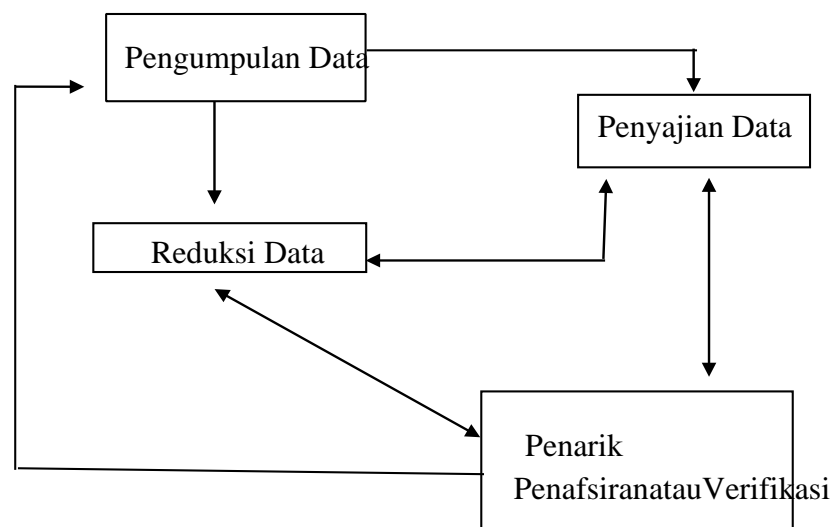 Pengumpulan Data
Penyajian Data
Reduksi Data
Penarik
PenafsiranatauVerifikasi